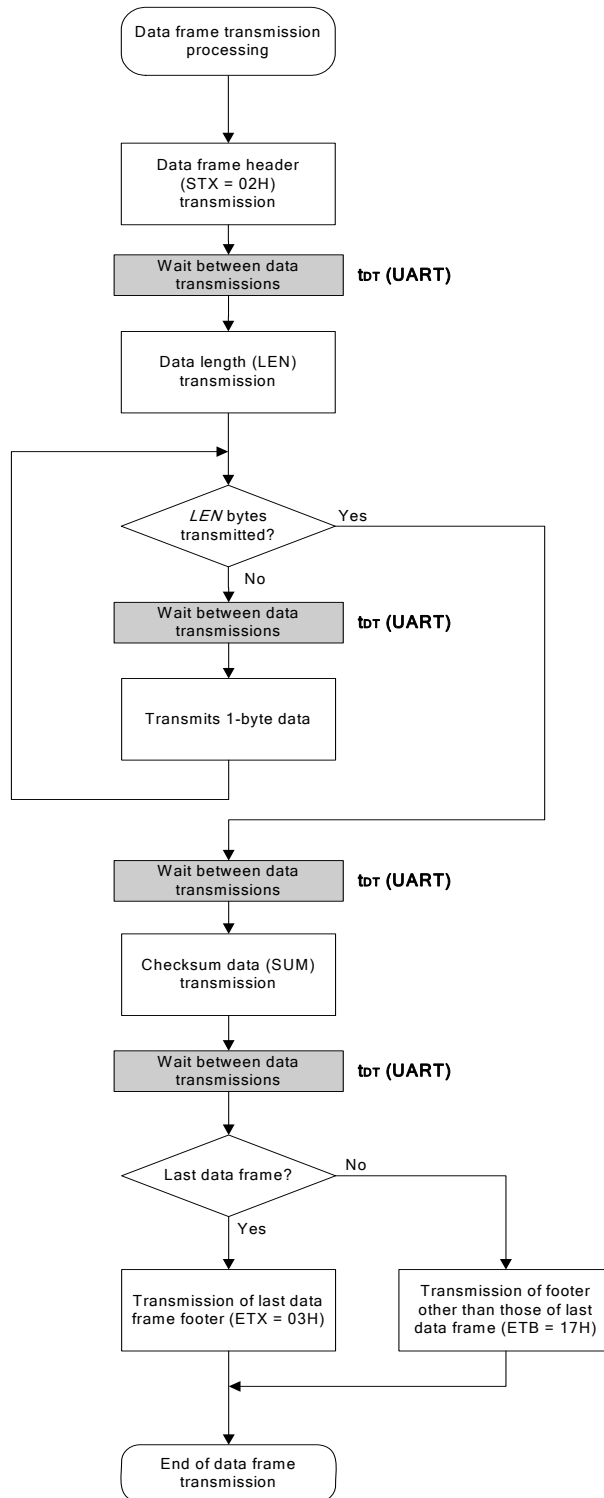 Data frame transmission
processing
Data frame header
(STX = 02H)
transmission
Wait between data
transmissions
tDT (UART)
Data length (LEN)
transmission
LEN bytes
transmitted?
Yes
No
Wait between data
transmissions
tDT (UART)
Transmits 1-byte data
Wait between data
transmissions
tDT (UART)
Checksum data (SUM)
transmission
Wait between data
transmissions
tDT (UART)
Last data frame?
No
Yes
Transmission of last data
frame footer (ETX = 03H)
Transmission of footer
other than those of last
data frame (ETB = 17H)
End of data frame
transmission